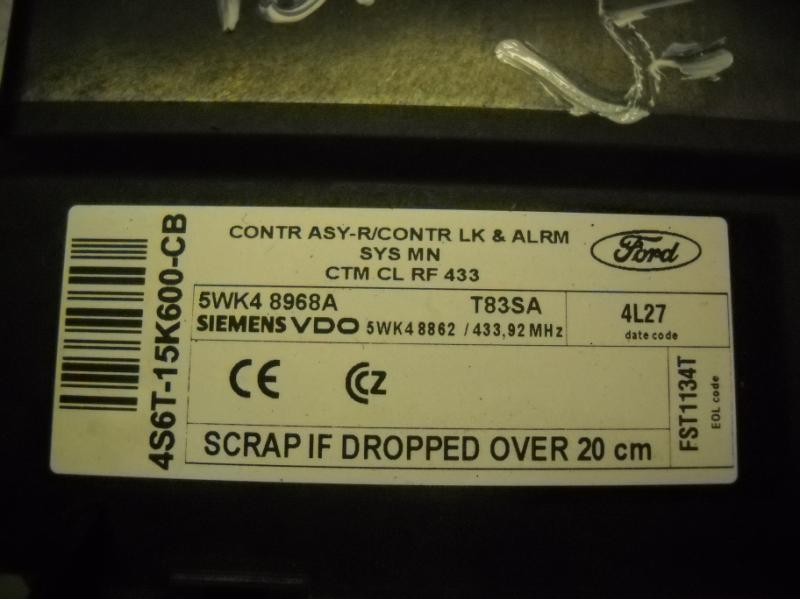 4S6T-15K600-CB
CONTR ASY-R/CONTR LK & ALRM
SYS MN
CTM CL RF 433
Ford
5WK4 8968A T83SA
SIEMENS VDO 5WK4 8862 / 433,92 MHz
4L27
date code
CE CCZ
FST1134T
EOL code
SCRAP IF DROPPED OVER 20 cm